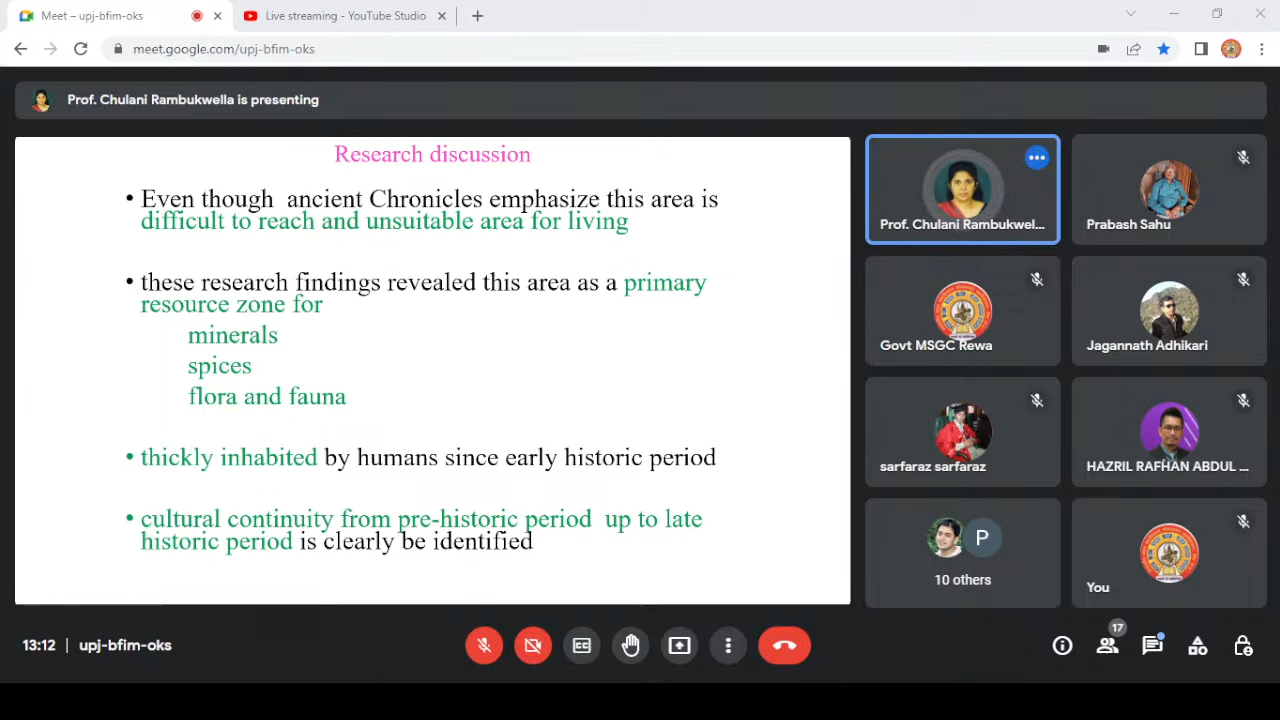 Meet – upj-bfim-oks
Live streaming - YouTube Studio
meet.google.com/upj-bfim-oks
Prof. Chulani Rambukwella is presenting
Research discussion
• Even though ancient Chronicles emphasize this area is
difficult to reach and unsuitable area for living
• these research findings revealed this area as a primary
resource zone for
minerals
spices
flora and fauna
• thickly inhabited by humans since early historic period
• cultural continuity from pre-historic period up to late
historic period is clearly be identified
Prof. Chulani Rambukwel...
Prabash Sahu
Govt MSGC Rewa
Jagannath Adhikari
sarfaraz sarfaraz
HAZRIL RAFHAN ABDUL ...
P
10 others
You
13:12 | upj-bfim-oks
CC
17